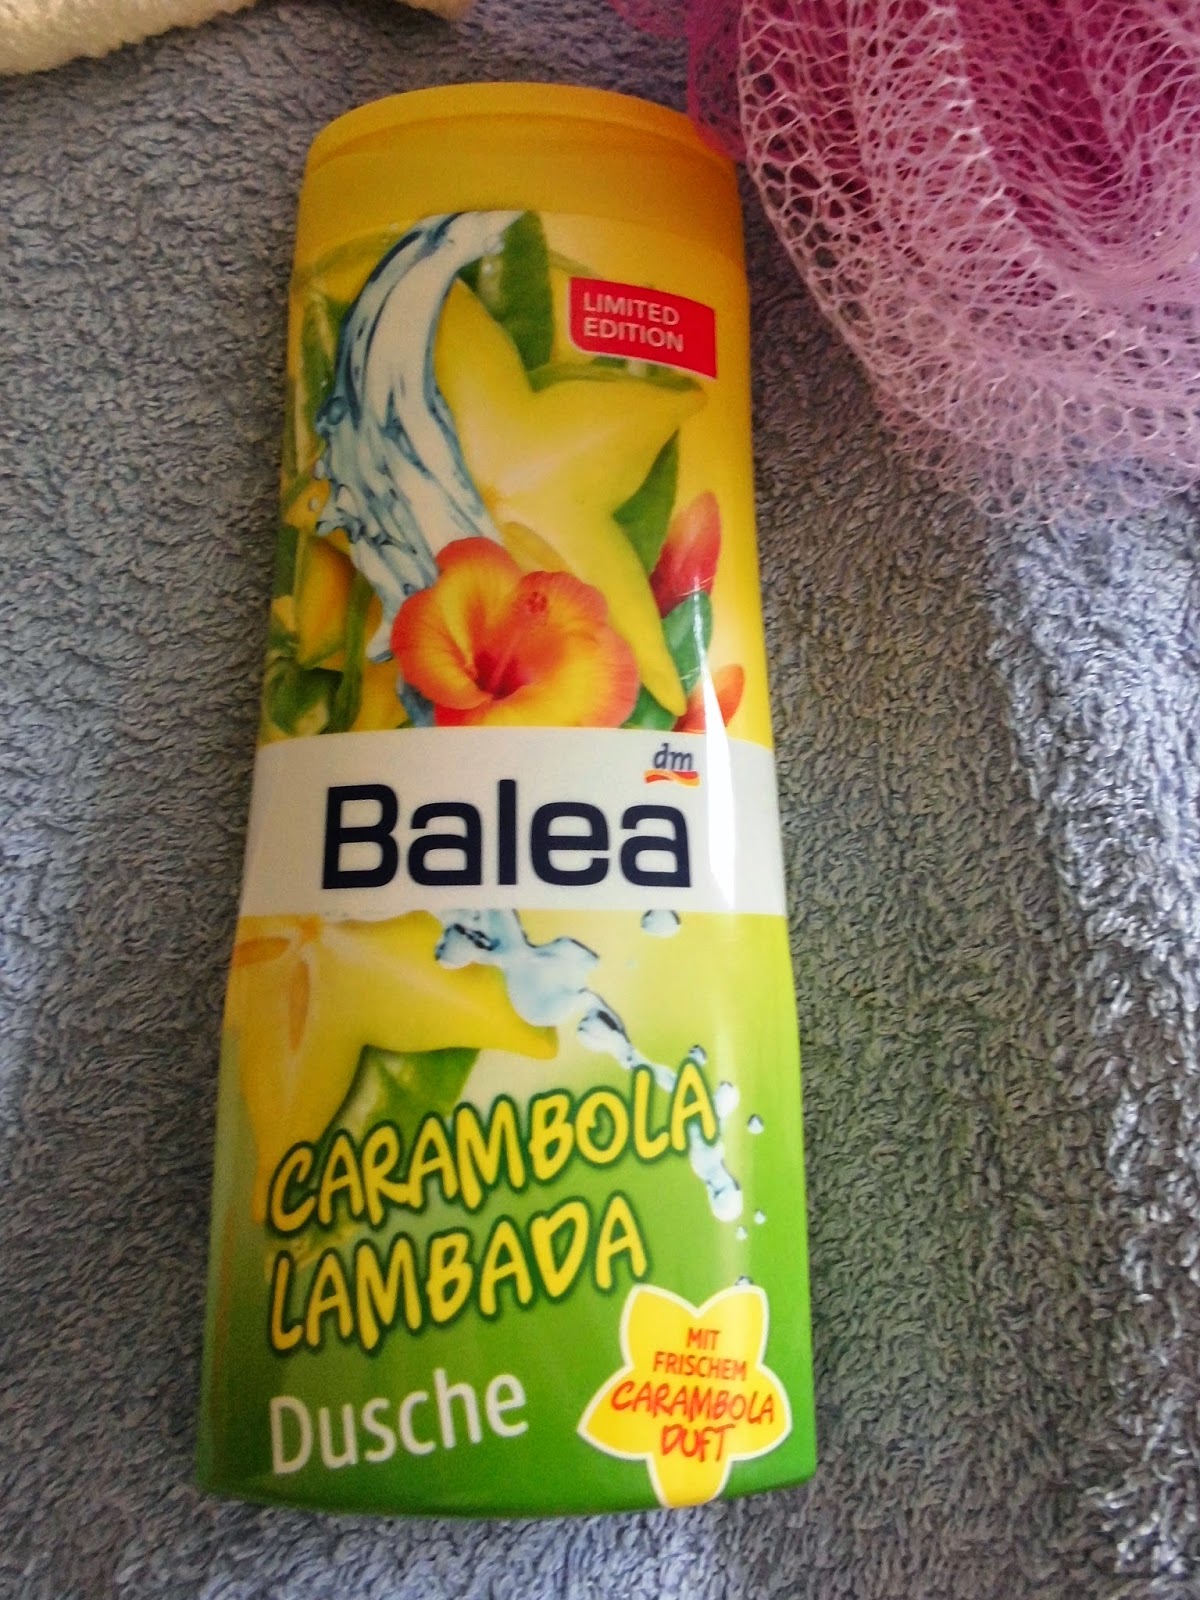 LIMITED
EDITION
dm
Balea
CARAMBOLA
LAMBADA
Dusche
MIT
FRISCHEM
CARAMBOLA
DUFT